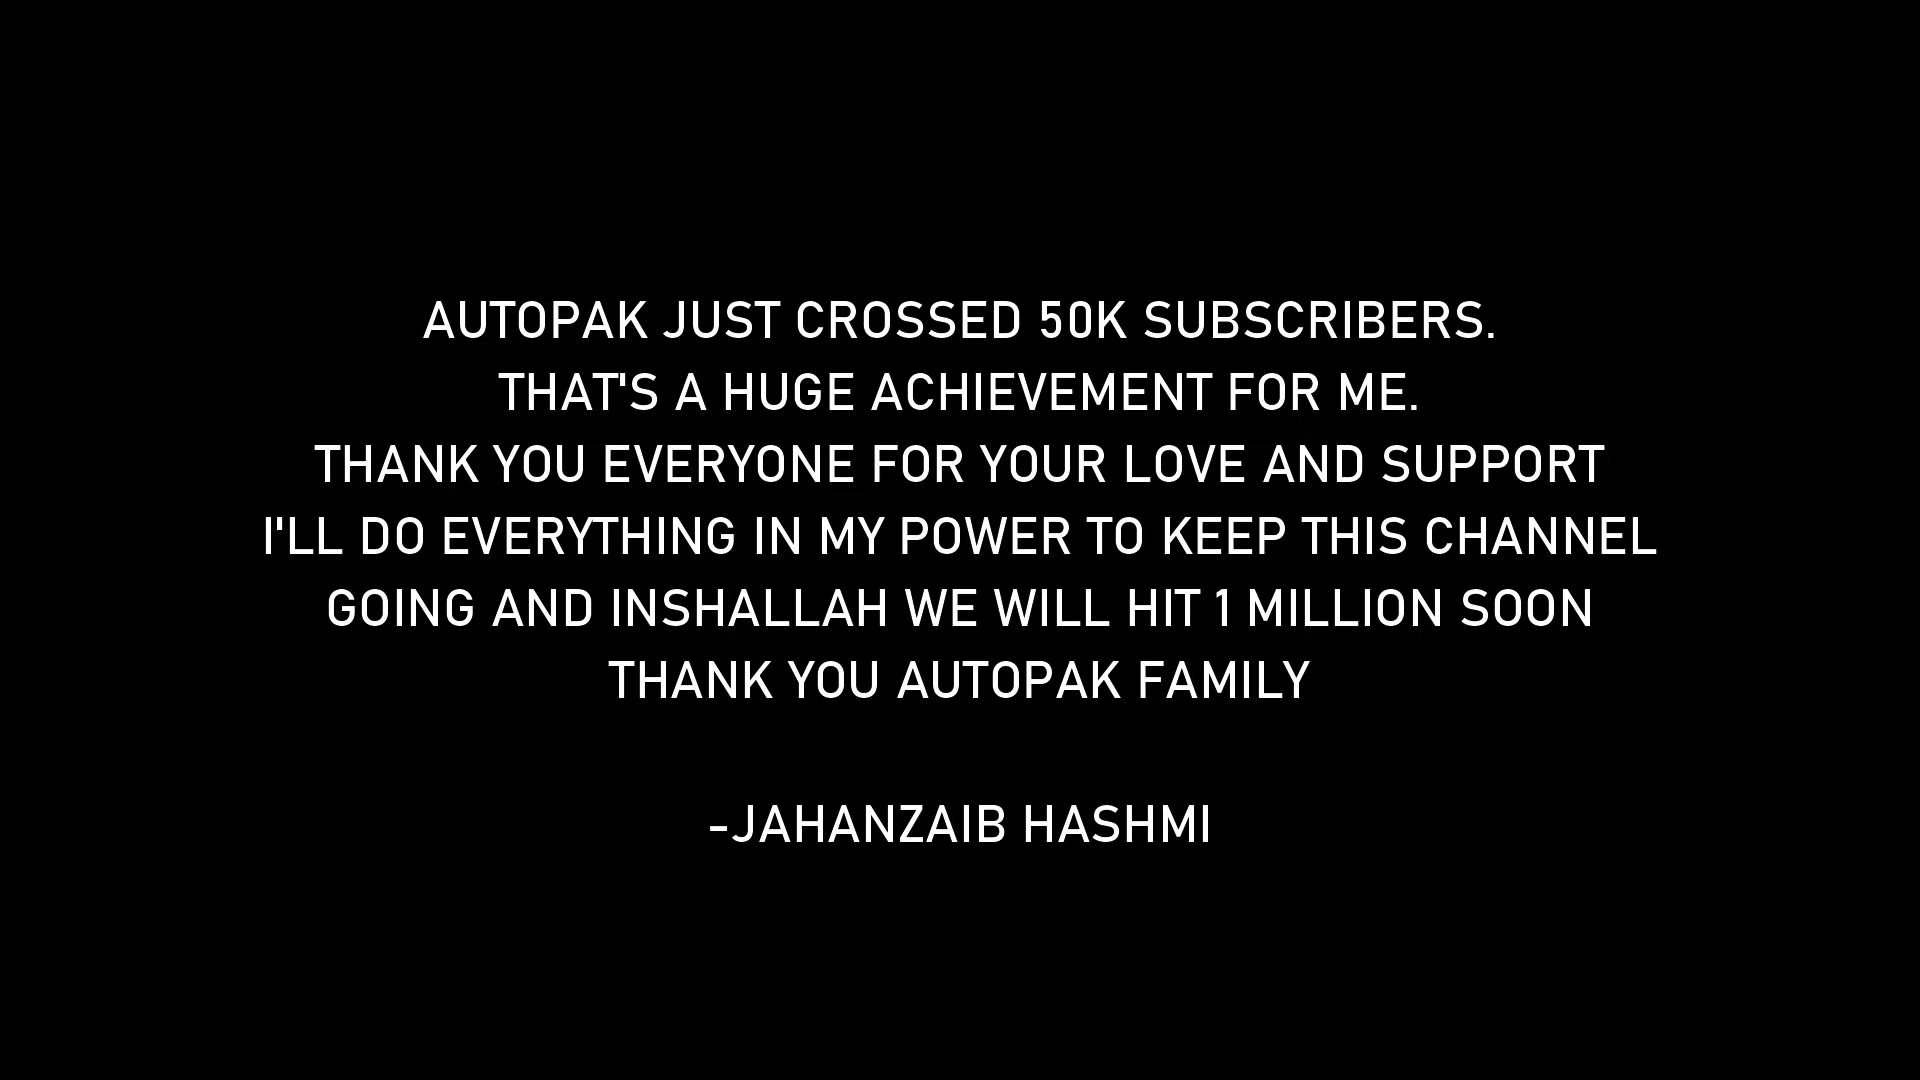 AUTOPAK JUST CROSSED 50K SUBSCRIBERS.
THAT'S A HUGE ACHIEVEMENT FOR ME.
THANK YOU EVERYONE FOR YOUR LOVE AND SUPPORT
I'LL DO EVERYTHING IN MY POWER TO KEEP THIS CHANNEL
GOING AND INSHALLAH WE WILL HIT 1 MILLION SOON
THANK YOU AUTOPAK FAMILY
-JAHANZAIB HASHMI